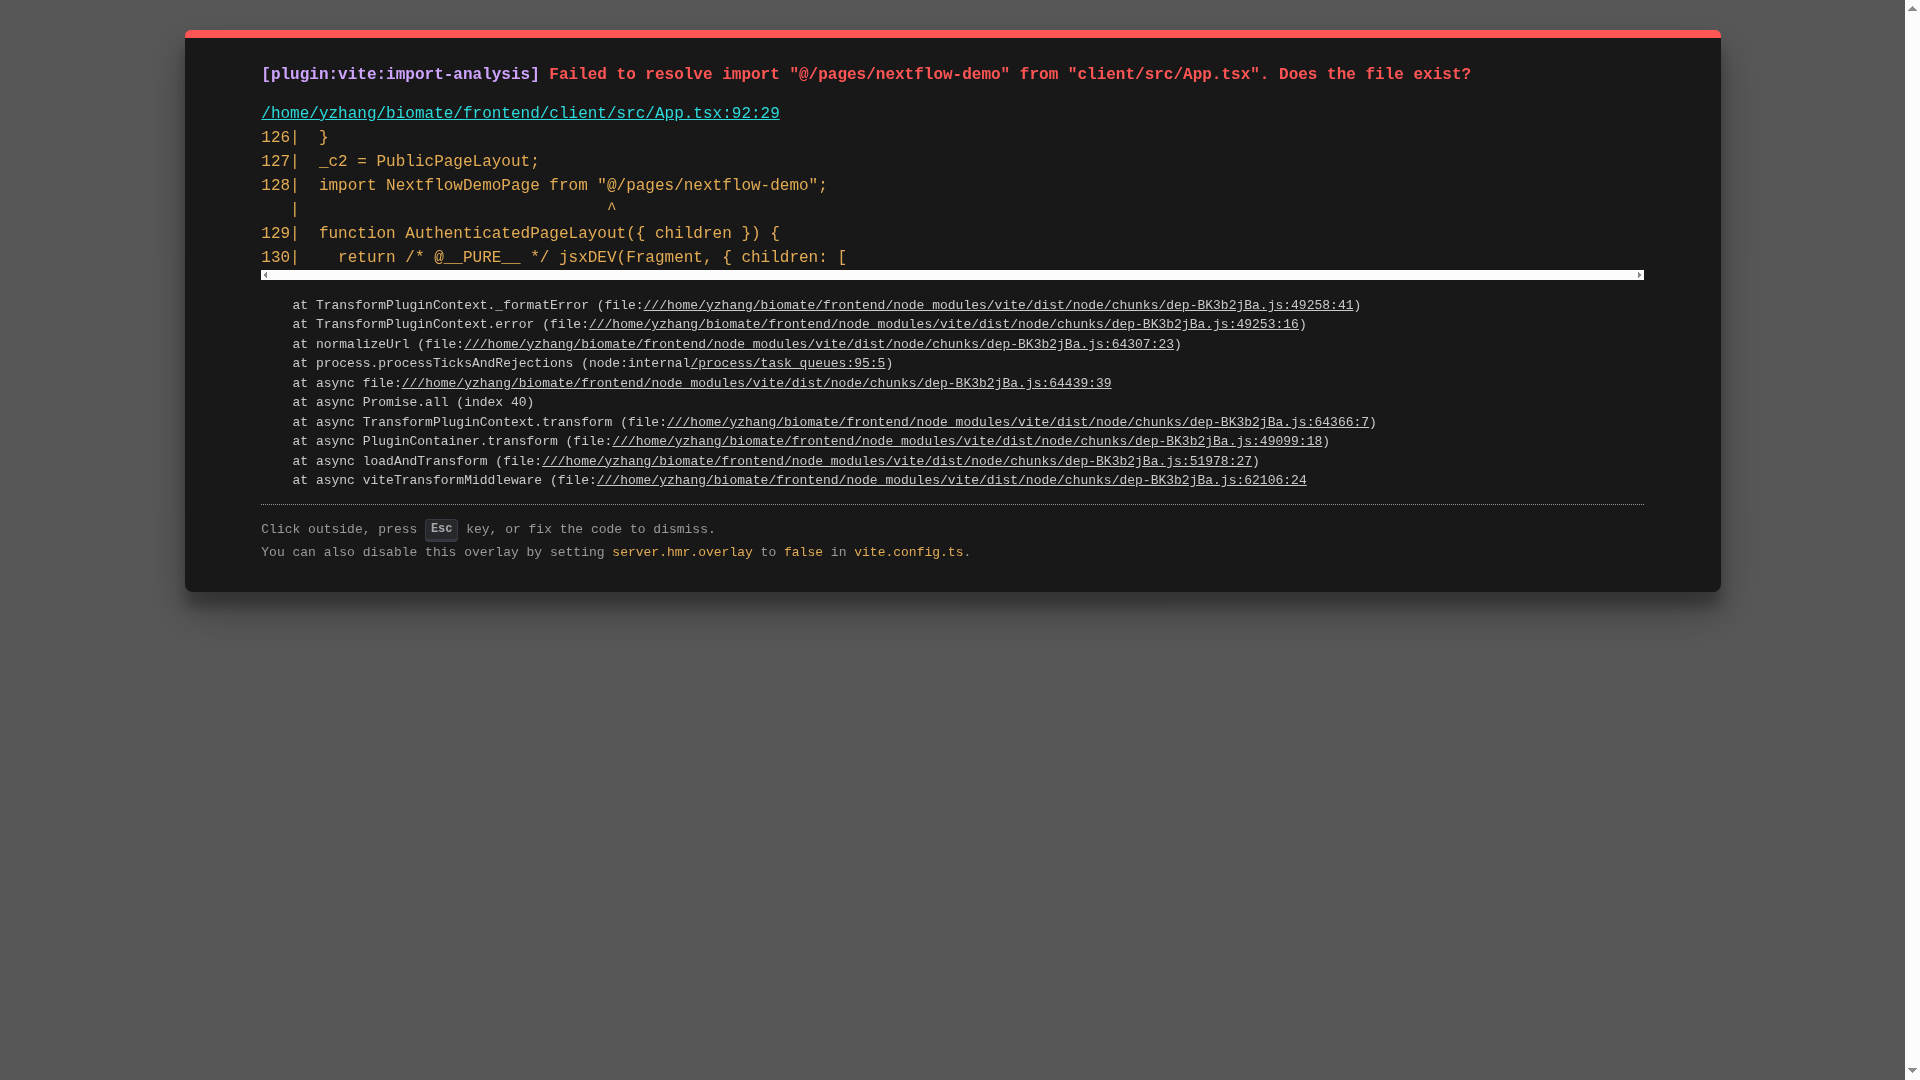 [plugin:vite:import-analysis] Failed to resolve import "@/pages/nextflow-demo" from "client/src/App.tsx". Does the file exist?
/home/yzhang/biomate/frontend/client/src/App.tsx:92:29
126|  }
127|  _c2 = PublicPageLayout;
128|  import NextflowDemoPage from "@/pages/nextflow-demo";
   |                                ^
129|  function AuthenticatedPageLayout({ children }) {
130|    return /* @__PURE__ */ jsxDEV(Fragment, { children: [
at TransformPluginContext._formatError (file:///home/yzhang/biomate/frontend/node_modules/vite/dist/node/chunks/dep-BK3b2jBa.js:49258:41)
at TransformPluginContext.error (file:///home/yzhang/biomate/frontend/node_modules/vite/dist/node/chunks/dep-BK3b2jBa.js:49253:16)
at normalizeUrl (file:///home/yzhang/biomate/frontend/node_modules/vite/dist/node/chunks/dep-BK3b2jBa.js:64307:23)
at process.processTicksAndRejections (node:internal/process/task_queues:95:5)
at async file:///home/yzhang/biomate/frontend/node_modules/vite/dist/node/chunks/dep-BK3b2jBa.js:64439:39
at async Promise.all (index 40)
at async TransformPluginContext.transform (file:///home/yzhang/biomate/frontend/node_modules/vite/dist/node/chunks/dep-BK3b2jBa.js:64366:7)
at async PluginContainer.transform (file:///home/yzhang/biomate/frontend/node_modules/vite/dist/node/chunks/dep-BK3b2jBa.js:49099:18)
at async loadAndTransform (file:///home/yzhang/biomate/frontend/node_modules/vite/dist/node/chunks/dep-BK3b2jBa.js:51978:27)
at async viteTransformMiddleware (file:///home/yzhang/biomate/frontend/node_modules/vite/dist/node/chunks/dep-BK3b2jBa.js:62106:24
Click outside, press Esc key, or fix the code to dismiss.
You can also disable this overlay by setting server.hmr.overlay to false in vite.config.ts.